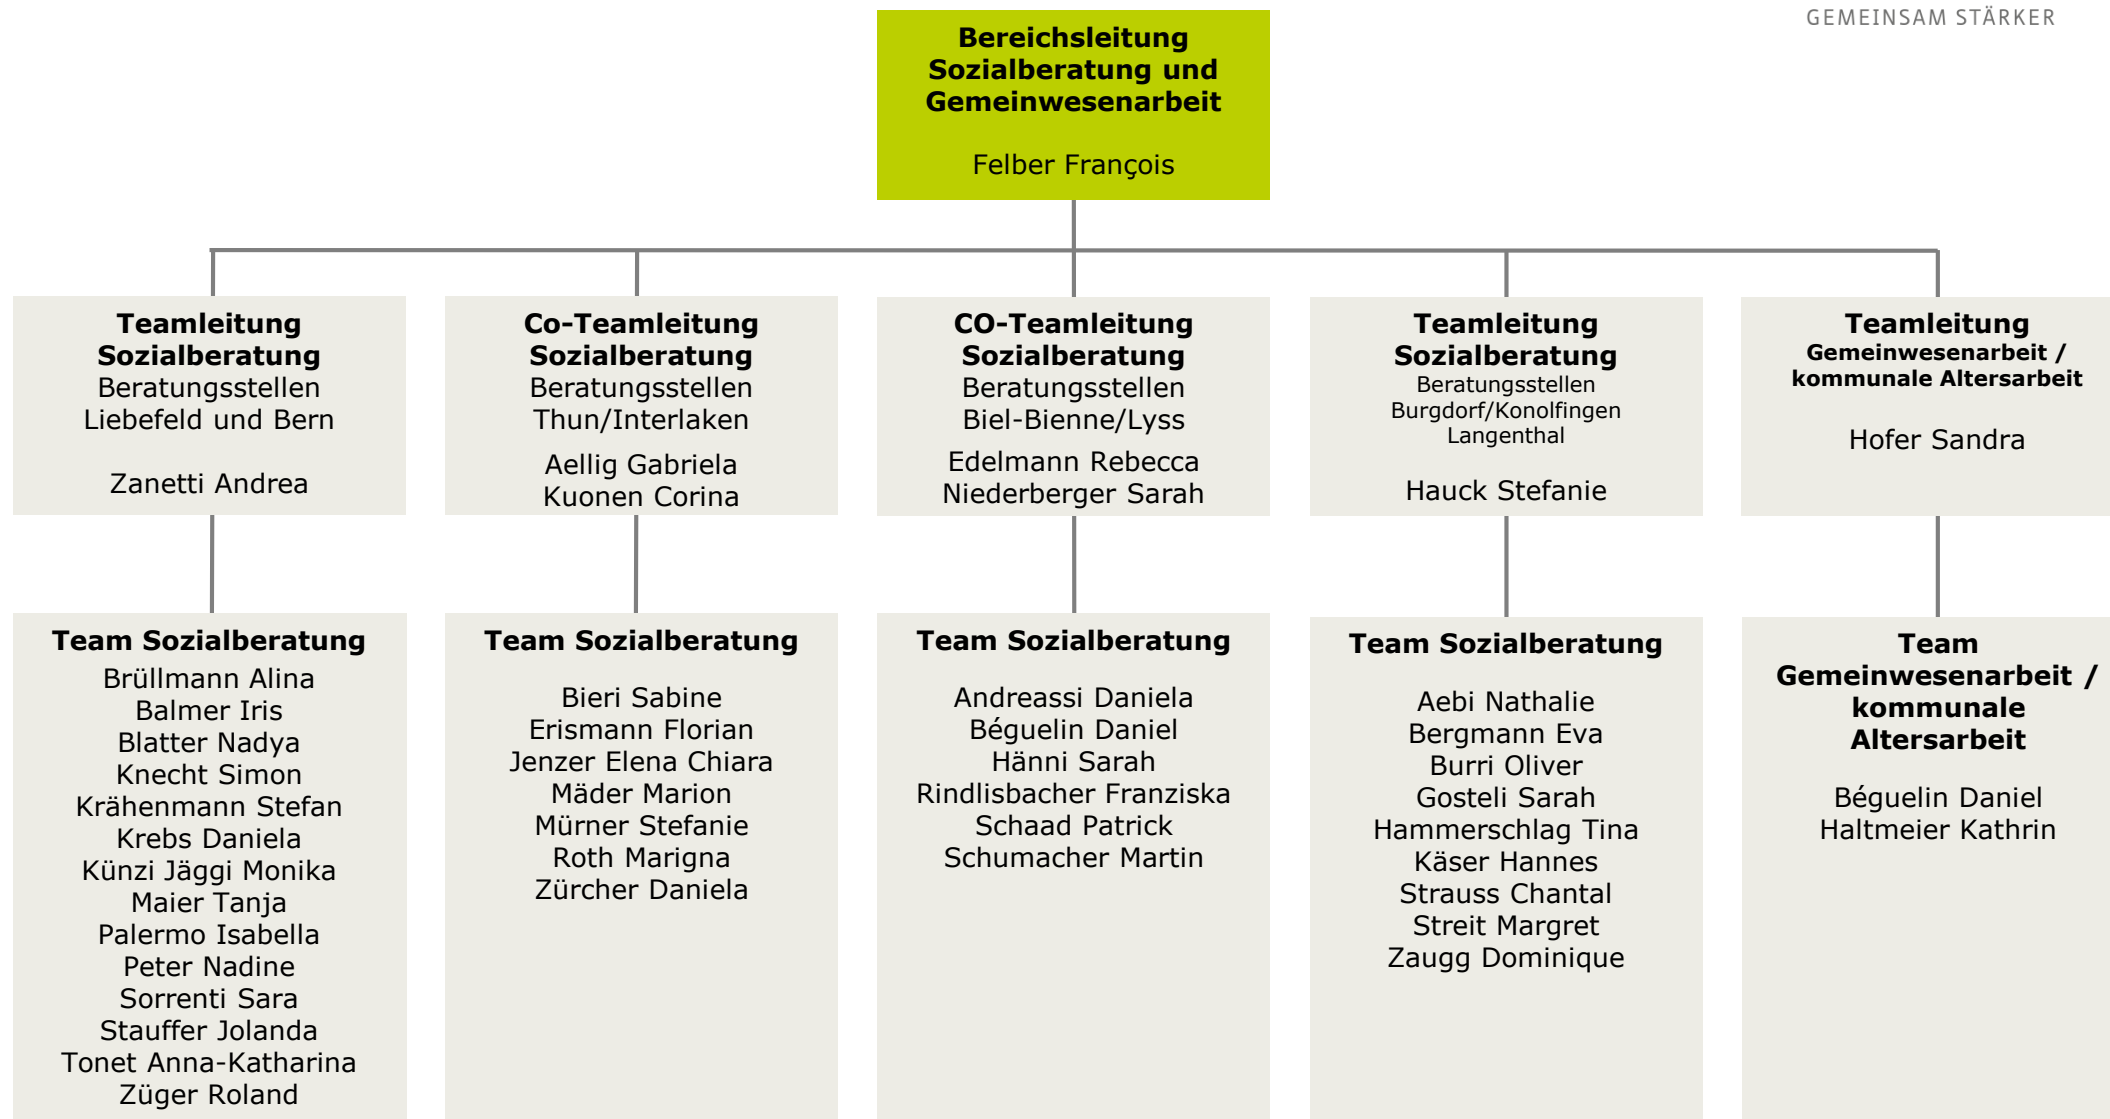 GEMEINSAM STÄRKER
Bereichsleitung
Sozialberatung und
Gemeinwesenarbeit
Felber François
Teamleitung
Sozialberatung
Beratungsstellen
Liebefeld und Bern
Zanetti Andrea
Co-Teamleitung
Sozialberatung
Beratungsstellen
Thun/Interlaken
Aellig Gabriela
Kuonen Corina
CO-Teamleitung
Sozialberatung
Beratungsstellen
Biel-Bienne/Lyss
Edelmann Rebecca
Niederberger Sarah
Teamleitung
Sozialberatung
Beratungsstellen
Burgdorf/Konolfingen
Langenthal
Hauck Stefanie
Teamleitung
Gemeinwesenarbeit /
kommunale Altersarbeit
Hofer Sandra
Team Sozialberatung
Brüllmann Alina
Balmer Iris
Blatter Nadya
Knecht Simon
Krähenmann Stefan
Krebs Daniela
Künzi Jäggi Monika
Maier Tanja
Palermo Isabella
Peter Nadine
Sorrenti Sara
Stauffer Jolanda
Tonet Anna-Katharina
Züger Roland
Team Sozialberatung
Bieri Sabine
Erismann Florian
Jenzer Elena Chiara
Mäder Marion
Mürner Stefanie
Roth Marigna
Zürcher Daniela
Team Sozialberatung
Andreassi Daniela
Béguelin Daniel
Hänni Sarah
Rindlisbacher Franziska
Schaad Patrick
Schumacher Martin
Team Sozialberatung
Aebi Nathalie
Bergmann Eva
Burri Oliver
Gosteli Sarah
Hammerschlag Tina
Käser Hannes
Strauss Chantal
Streit Margret
Zaugg Dominique
Team
Gemeinwesenarbeit /
kommunale
Altersarbeit
Béguelin Daniel
Haltmeier Kathrin